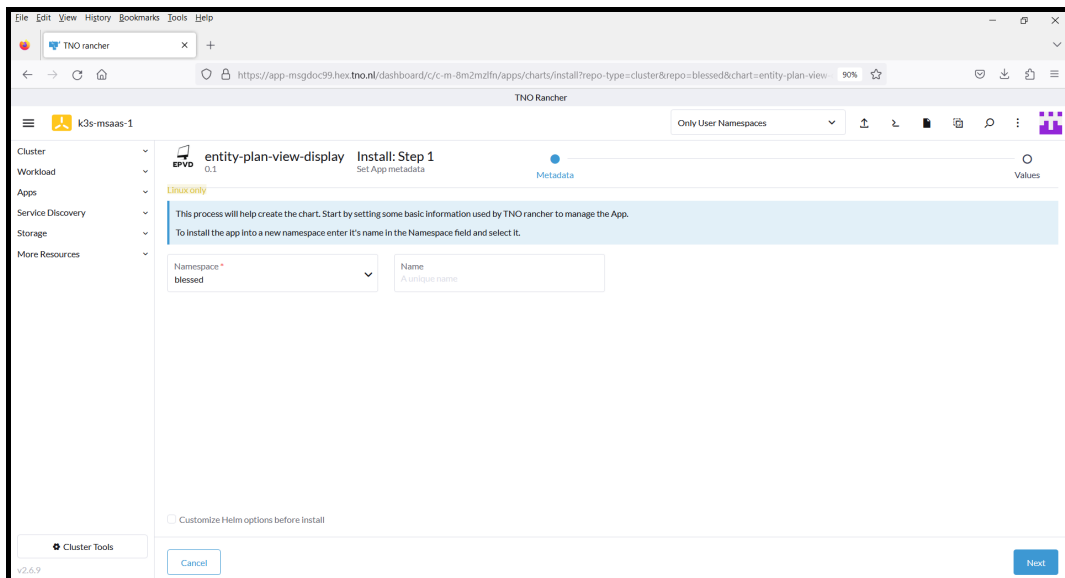 File Edit View History Bookmarks Tools Help
TNO rancher
https://app-msgdoc99.hex.tno.nl/dashboard/c/c-m-8m2mzlfn/apps/charts/install?repo-type=cluster&repo=blessed&chart=entity-plan-view- 90%
TNO Rancher
k3s-msaas-1
Only User Namespaces
Cluster
Workload
Apps
Service Discovery
Storage
More Resources
EPVD
entity-plan-view-display Install: Step 1
0.1 Set App metadata
Metadata
Values
Linux only
This process will help create the chart. Start by setting some basic information used by TNO rancher to manage the App.
To install the app into a new namespace enter it's name in the Namespace field and select it.
Namespace *
blessed
Name
A unique name
Customize Helm options before install
Cluster Tools
v2.6.9
Cancel
Next